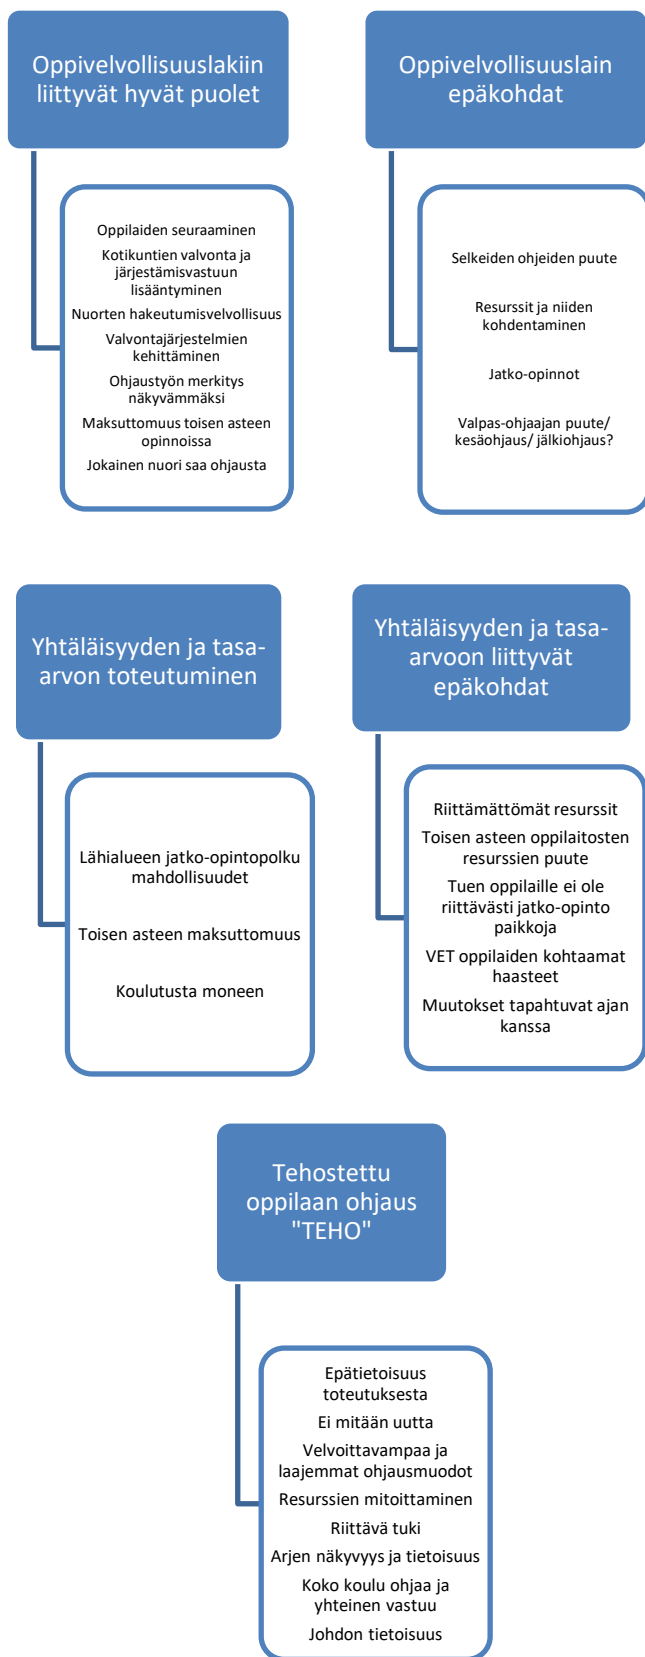 Oppivelvollisuuslakiin
liittyvät hyvät puolet
Oppilaiden seuraaminen
Kotikuntien valvonta ja
järjestämisvastuun
lisääntyminen
Nuorten hakeutumisvelvollisuus
Valvontajärjestelmien
kehittäminen
Ohjaustyön merkitys
näkyvämmäksi
Maksuttomuus toisen asteen
opinnoissa
Jokainen nuori saa ohjausta
Oppivelvollisuuslain
epäkohdat
Selkeiden ohjeiden puute
Resurssit ja niiden
kohdentaminen
Jatko-opinnot
Valpas-ohjaajan puute/
kesäohjaus/ jälkiohjaus?
Yhtäläisyyden ja tasa-
arvon toteutuminen
Lähialueen jatko-opintopolku
mahdollisuudet
Toisen asteen maksuttomuus
Koulutusta moneen
Yhtäläisyyden ja tasa-
arvoon liittyvät
epäkohdat
Riittämättömät resurssit
Toisen asteen oppilaitosten
resurssien puute
Tuen oppilaille ei ole
riittävästi jatko-opinto
paikkoja
VET oppilaiden kohtaamat
haasteet
Muutokset tapahtuvat ajan
kanssa
Tehostettu
oppilaan ohjaus
"TEHO"
Epätietoisuus
toteutuksesta
Ei mitään uutta
Velvoittavampaa ja
laajemmat ohjausmuodot
Resurssien mitoittaminen
Riittävä tuki
Arjen näkyvyys ja tietoisuus
Koko koulu ohjaa ja
yhteinen vastuu
Johdon tietoisuus